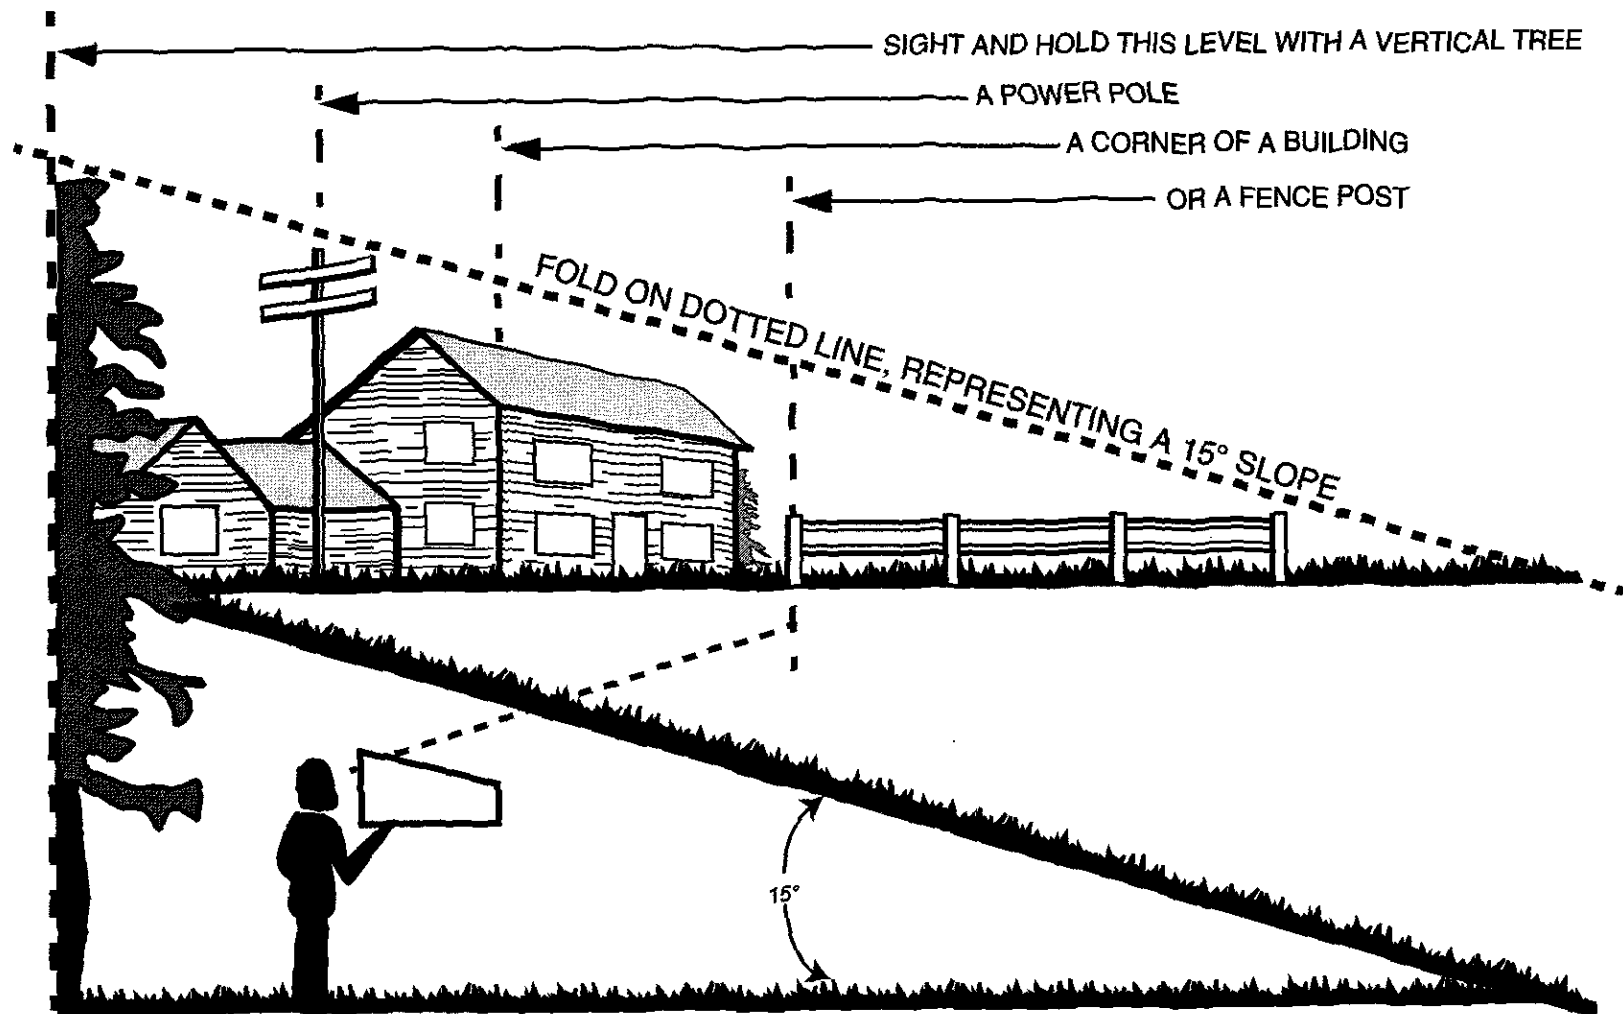 SIGHT AND HOLD THIS LEVEL WITH A VERTICAL TREE
A POWER POLE
A CORNER OF A BUILDING
OR A FENCE POST
FOLD ON DOTTED LINE, REPRESENTING A 15° SLOPE
15°